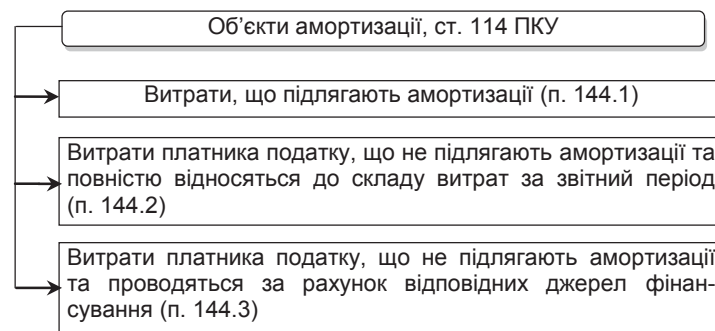 Об’єкти амортизації, ст. 114 ПКУ
Витрати, що підлягають амортизації (п. 144.1)
Витрати платника податку, що не підлягають амортизації та
повністю відносяться до складу витрат за звітний період
(п. 144.2)
Витрати платника податку, що не підлягають амортизації
та проводяться за рахунок відповідних джерел фінан-
сування (п. 144.3)